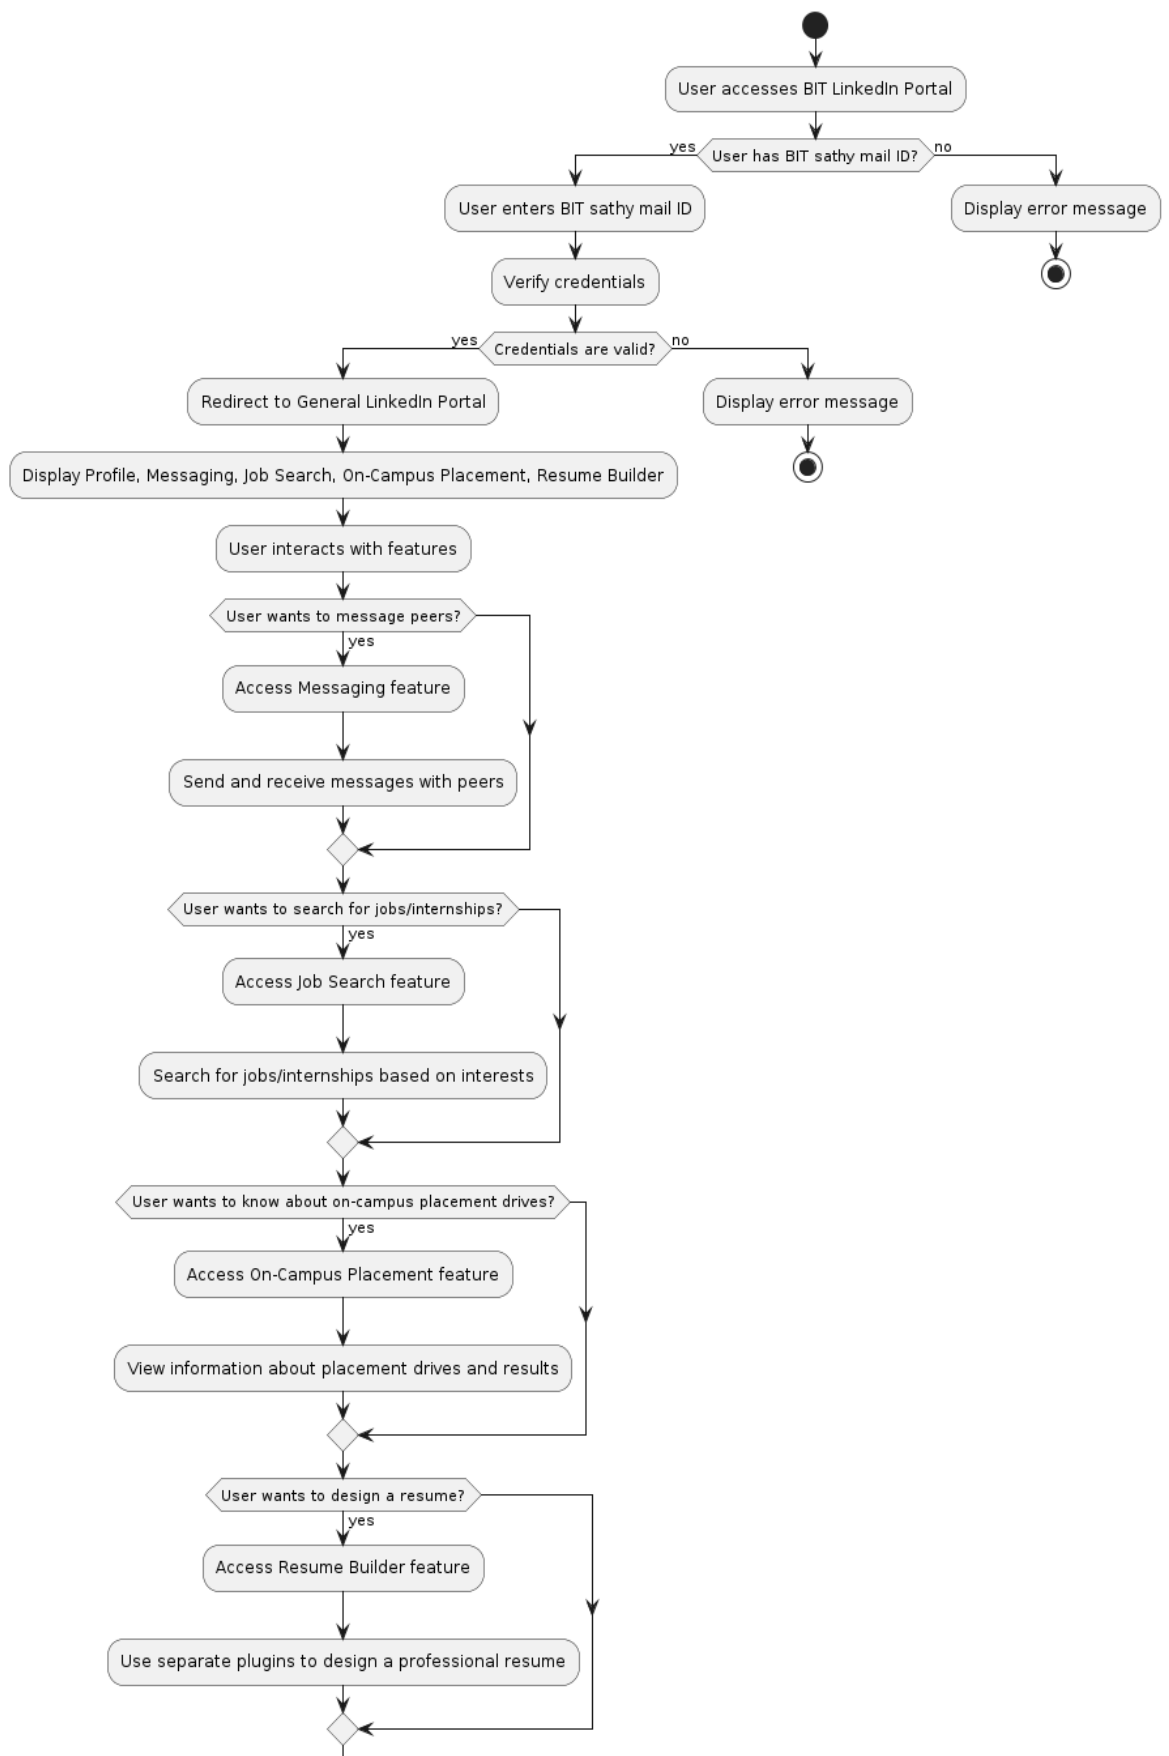 User accesses BIT LinkedIn Portal
yes
User has BIT sathy mail ID?
no
User enters BIT sathy mail ID
Display error message
Verify credentials
yes
Credentials are valid?
no
Redirect to General LinkedIn Portal
Display error message
Display Profile, Messaging, Job Search, On-Campus Placement, Resume Builder
User interacts with features
User wants to message peers?
yes
Access Messaging feature
Send and receive messages with peers
User wants to search for jobs/internships?
yes
Access Job Search feature
Search for jobs/internships based on interests
User wants to know about on-campus placement drives?
yes
Access On-Campus Placement feature
View information about placement drives and results
User wants to design a resume?
yes
Access Resume Builder feature
Use separate plugins to design a professional resume